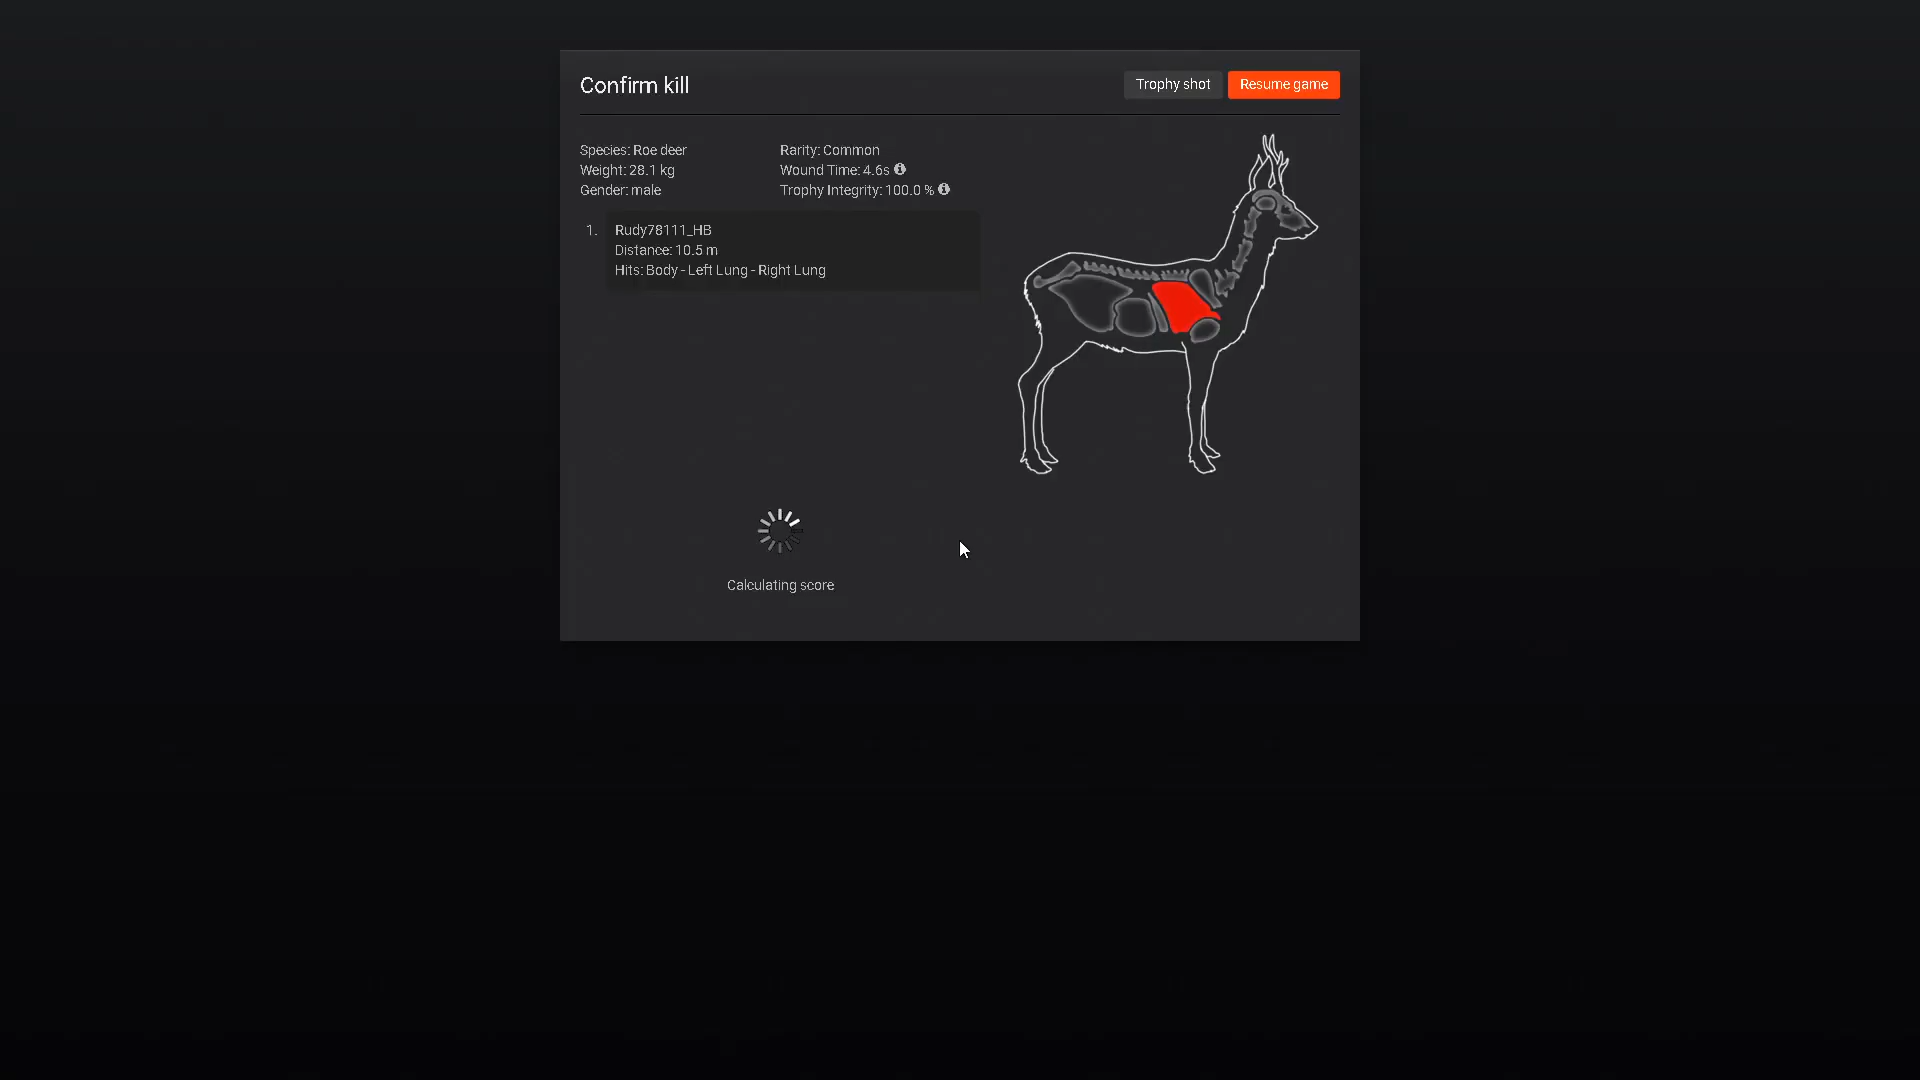 Confirm kill
Trophy shot
Resume game
Species: Roe deer
Weight: 28.1 kg
Gender: male
Rarity: Common
Wound Time: 4.6s
Trophy Integrity: 100.0 %
1. Rudy78111_HB
Distance: 10.5 m
Hits: Body - Left Lung - Right Lung
Calculating score